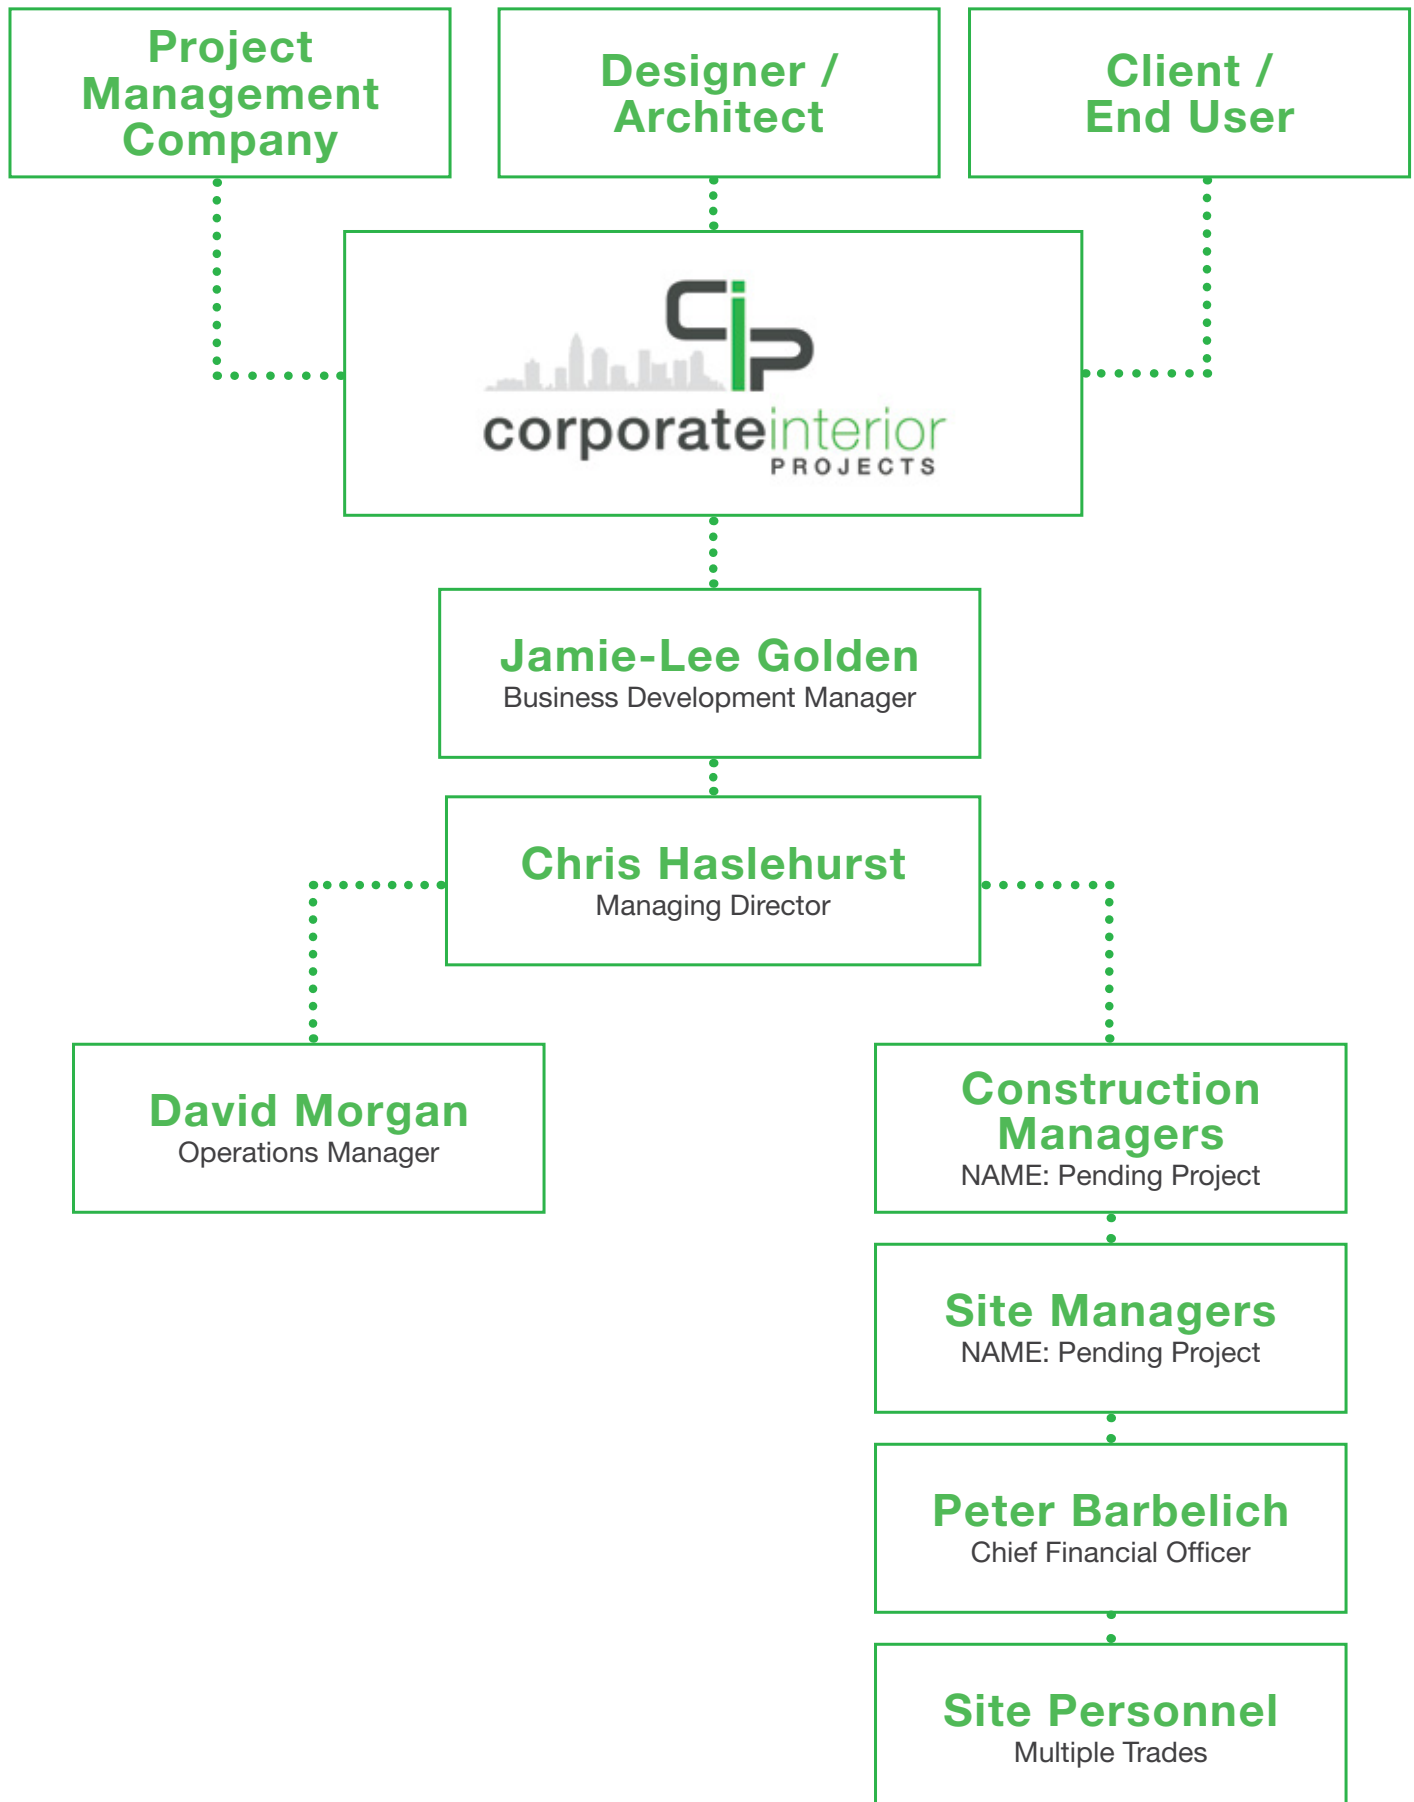 Project
Management
Company
Designer /
Architect
Client /
End User
CiP
corporateinterior
PROJECTS
Jamie-Lee Golden
Business Development Manager
Chris Haslehurst
Managing Director
David Morgan
Operations Manager
Construction
Managers
NAME: Pending Project
Site Managers
NAME: Pending Project
Peter Barbelich
Chief Financial Officer
Site Personnel
Multiple Trades